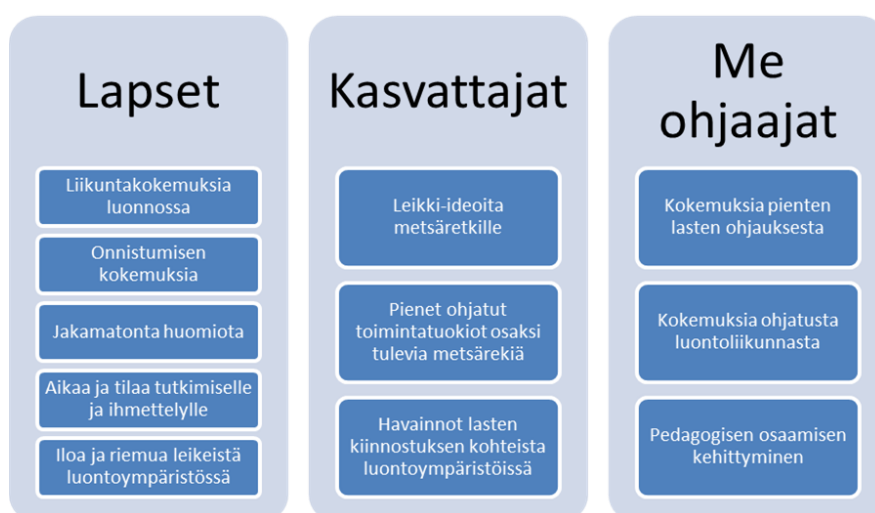 Lapset
Liikuntakokemuksia
luonnossa
Onnistumisen
kokemuksia
Jakamatonta huomiota
Aikaa ja tilaa tutkimiselle
ja ihmettelylle
Iloa ja riemua leikeistä
luontoympäristössä
Kasvattajat
Leikki-ideoita
metsäretkille
Pienet ohjatut
toimintatuokiot osaksi
tulevia metsärekiä
Havainnot lasten
kiinnostuksen kohteista
luontoympäristöissä
Me
ohjaajat
Kokemuksia pienten
lasten ohjauksesta
Kokemuksia ohjatusta
luontoliikunnasta
Pedagogisen osaamisen
kehittyminen